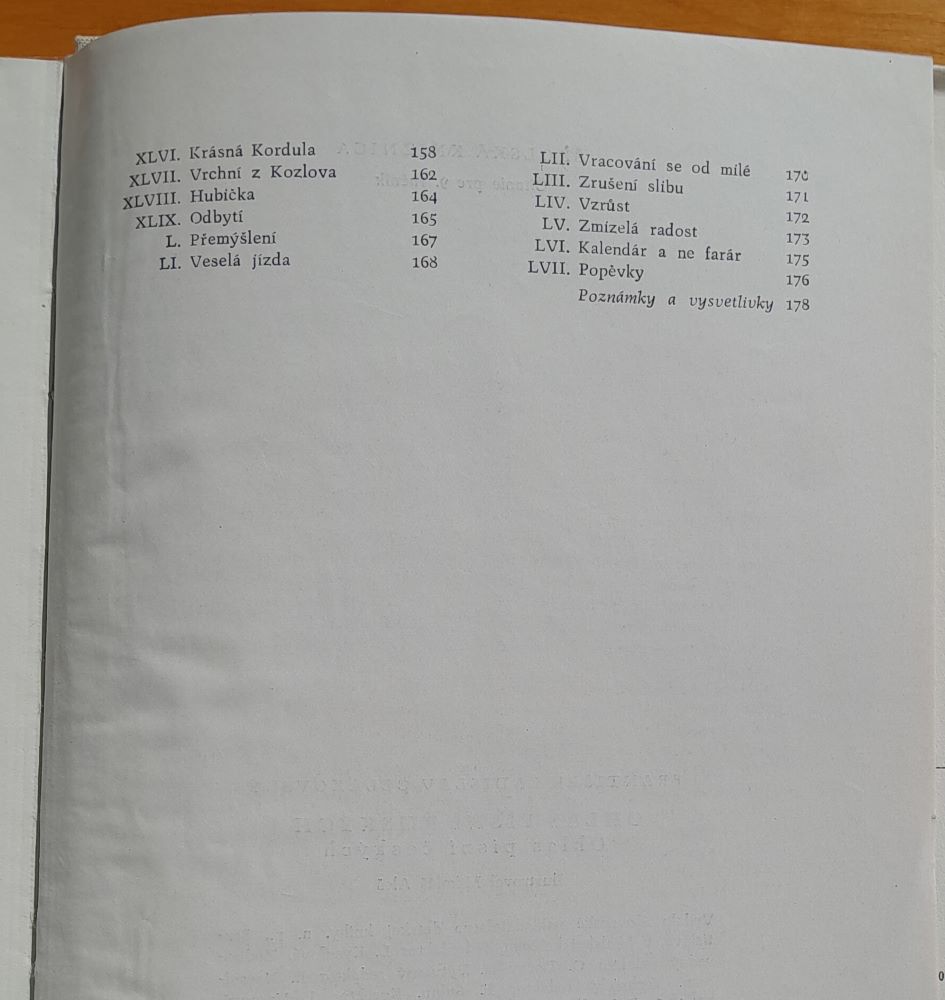 XLVI. Krásná Kordula 158
XLVII. Vrchní z Kozlova 162
XLVIII. Hubička 164
XLIX. Odbytí 165
L. Přemýšlení 167
LI. Veselá jízda 168
LII. Vracování se od milé 170
LIII. Zrušení slibu 171
LIV. Vzrůst 172
LV. Zmizelá radost 173
LVI. Kalendár a ne farár 175
LVII. Popěvky 176
Poznámky a vysvetlivky 178